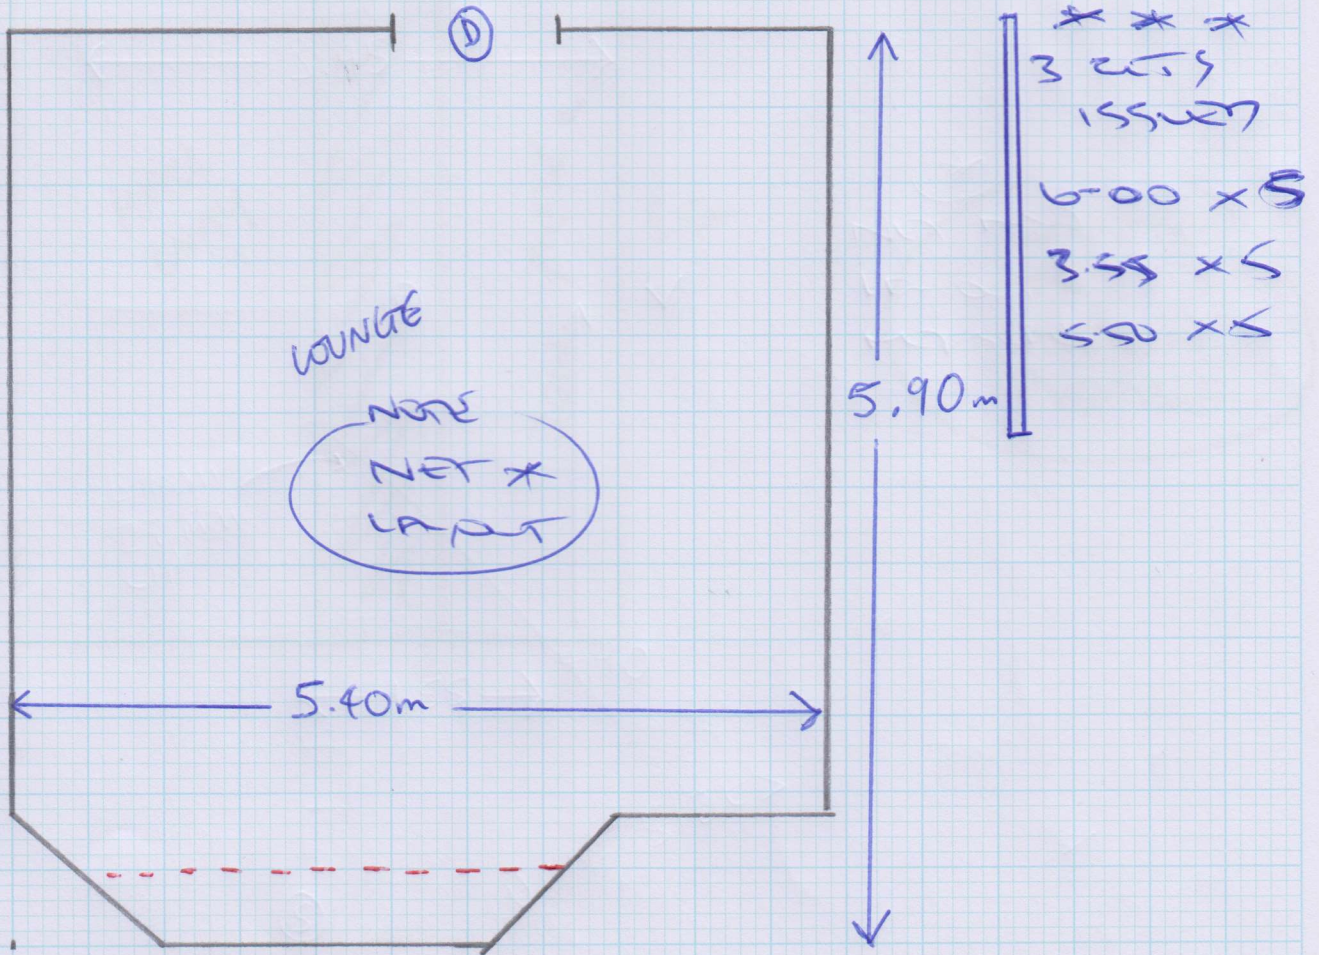 D
* * *
3 CUTS
ISSUED
6-00 x 5
3.55 x 5
5.50 x 5
LOUNGE
5.90m
NOTE
NET *
LAYOUT
5.40m